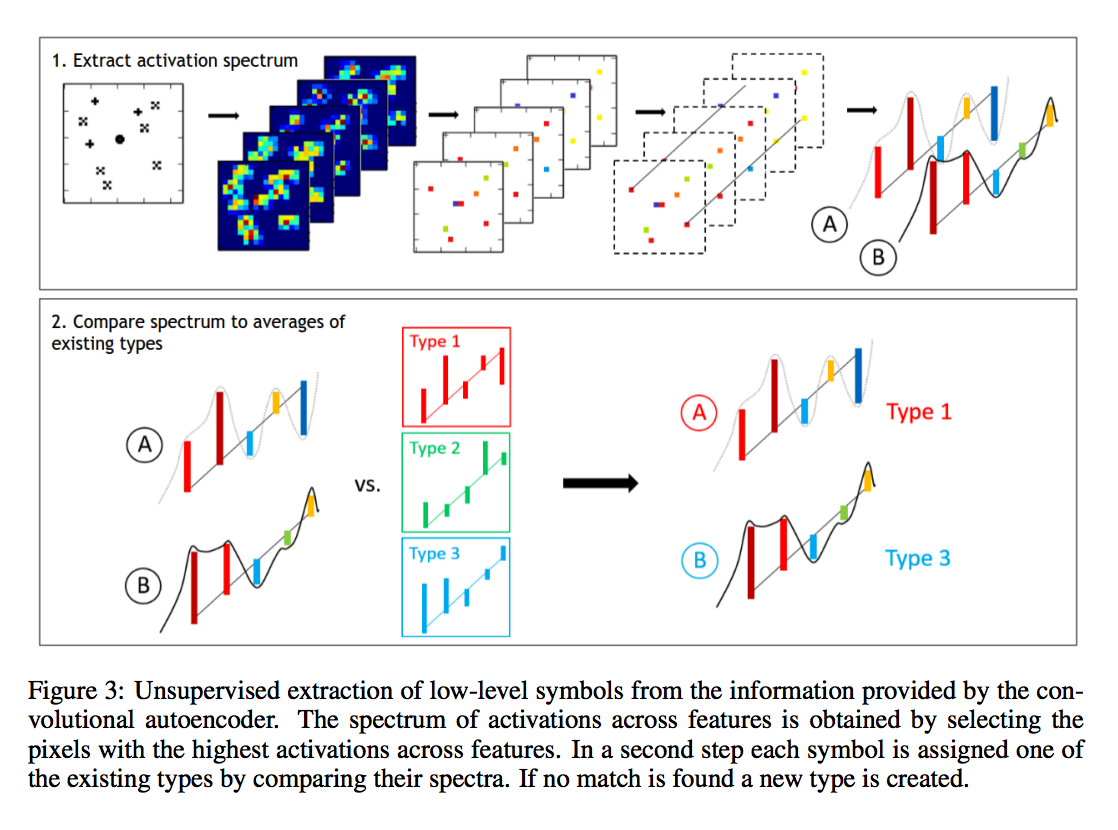 1. Extract activation spectrum
A
B
2. Compare spectrum to averages of
existing types
A
B
vs.
Type 1
Type 2
Type 3
A
Type 1
B
Type 3
Figure 3: Unsupervised extraction of low-level symbols from the information provided by the con-
volutional autoencoder. The spectrum of activations across features is obtained by selecting the
pixels with the highest activations across features. In a second step each symbol is assigned one of
the existing types by comparing their spectra. If no match is found a new type is created.